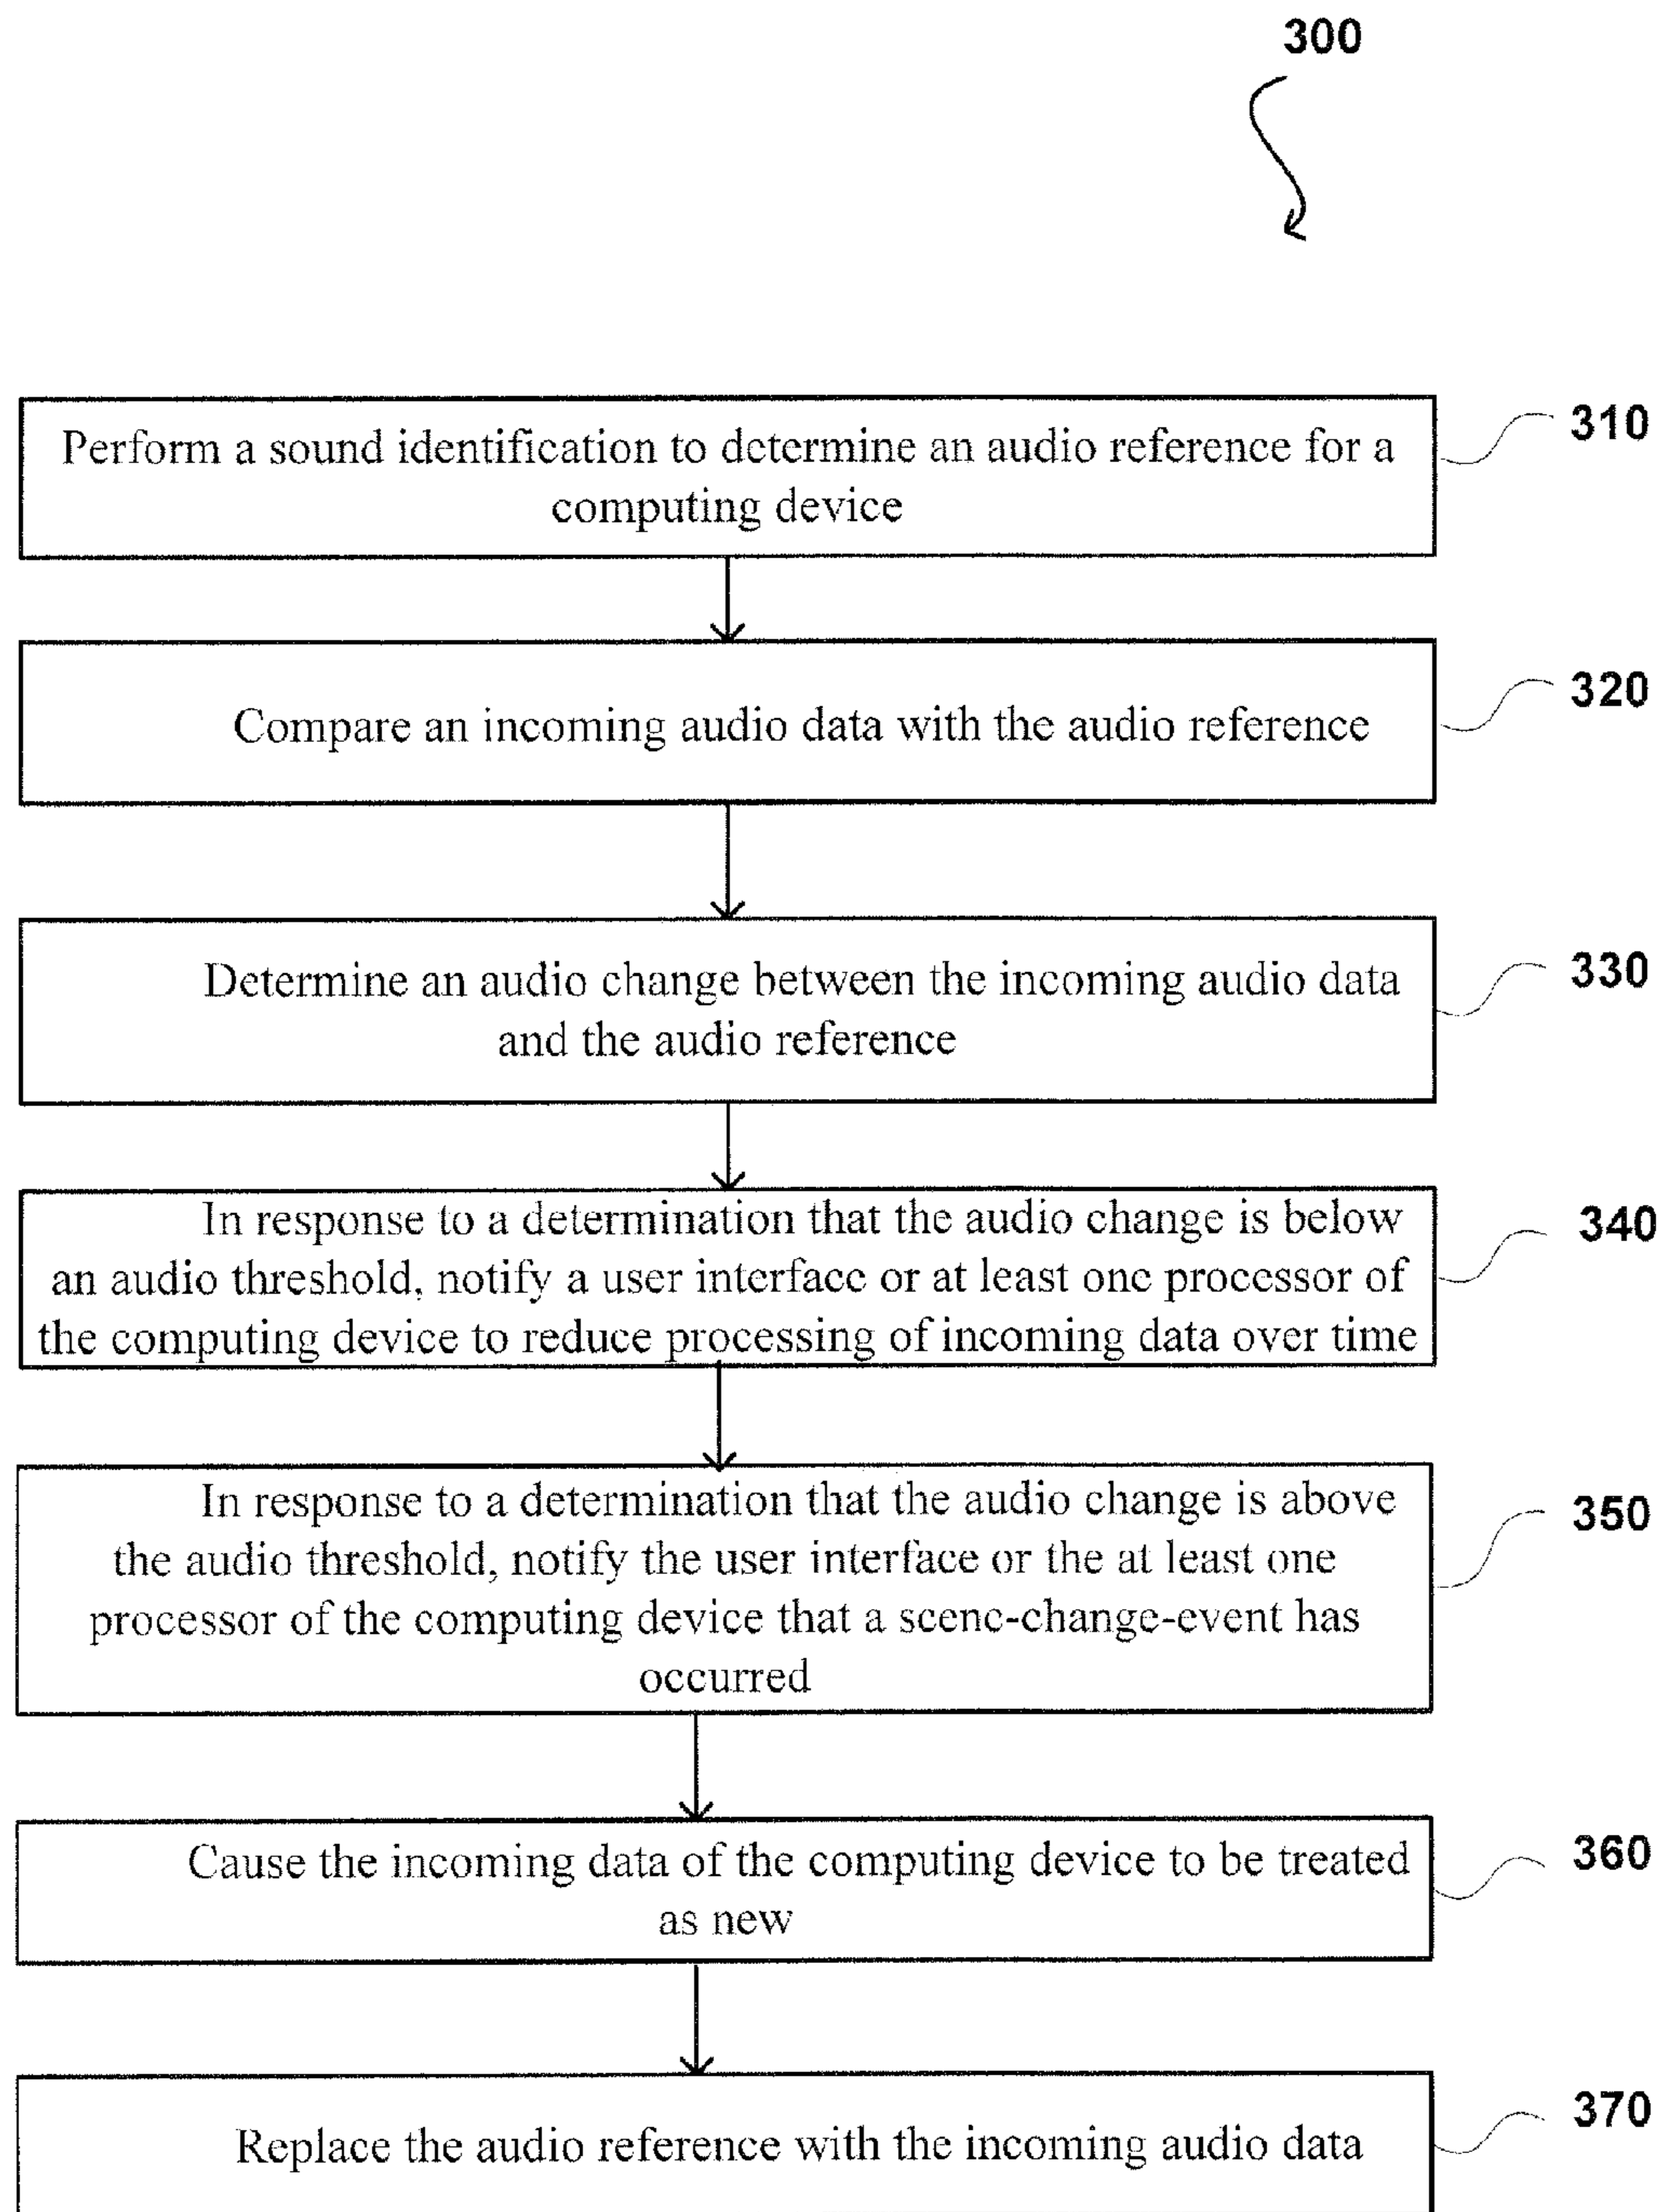 300
Perform a sound identification to determine an audio reference for a
computing device
310
Compare an incoming audio data with the audio reference
320
Determine an audio change between the incoming audio data
and the audio reference
330
In response to a determination that the audio change is below
an audio threshold, notify a user interface or at least one processor of
the computing device to reduce processing of incoming data over time
340
In response to a determination that the audio change is above
the audio threshold, notify the user interface or the at least one
processor of the computing device that a scene-change-event has
occurred
350
Cause the incoming data of the computing device to be treated
as new
360
Replace the audio reference with the incoming audio data
370